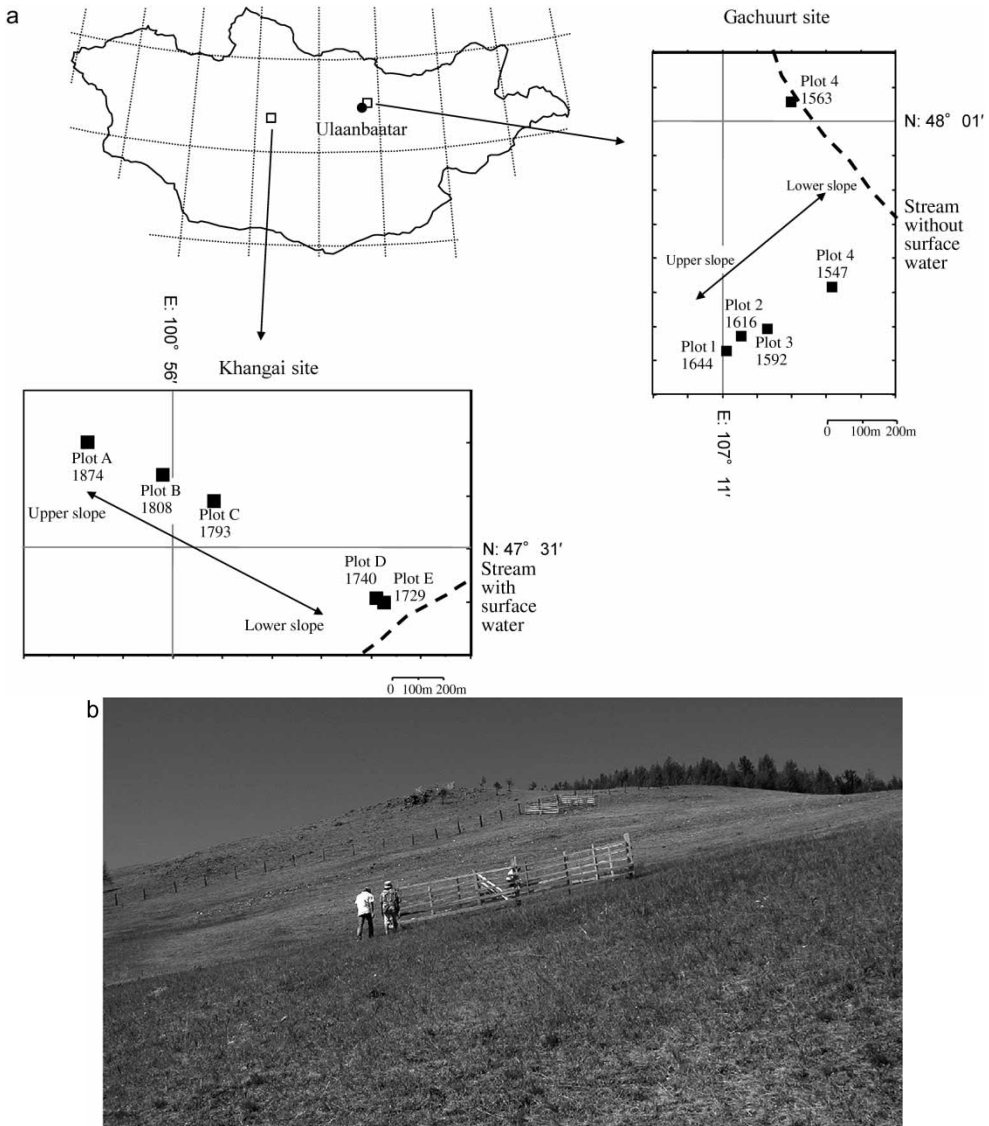 a
Gachuurt site
Ulaanbaatar
Plot 4
1563
N: 48° 01′
Lower slope
Stream
without
surface
water
Upper slope
Plot 4
1547
Plot 2
1616
Plot 1
1644
Plot 3
1592
E: 107° 11′
0 100m 200m
E: 100° 56′
Khangai site
Plot A
1874
Plot B
1808
Plot C
1793
Upper slope
N: 47° 31′
Plot D
1740
Plot E
1729
Stream
with
surface
water
Lower slope
0 100m 200m
b